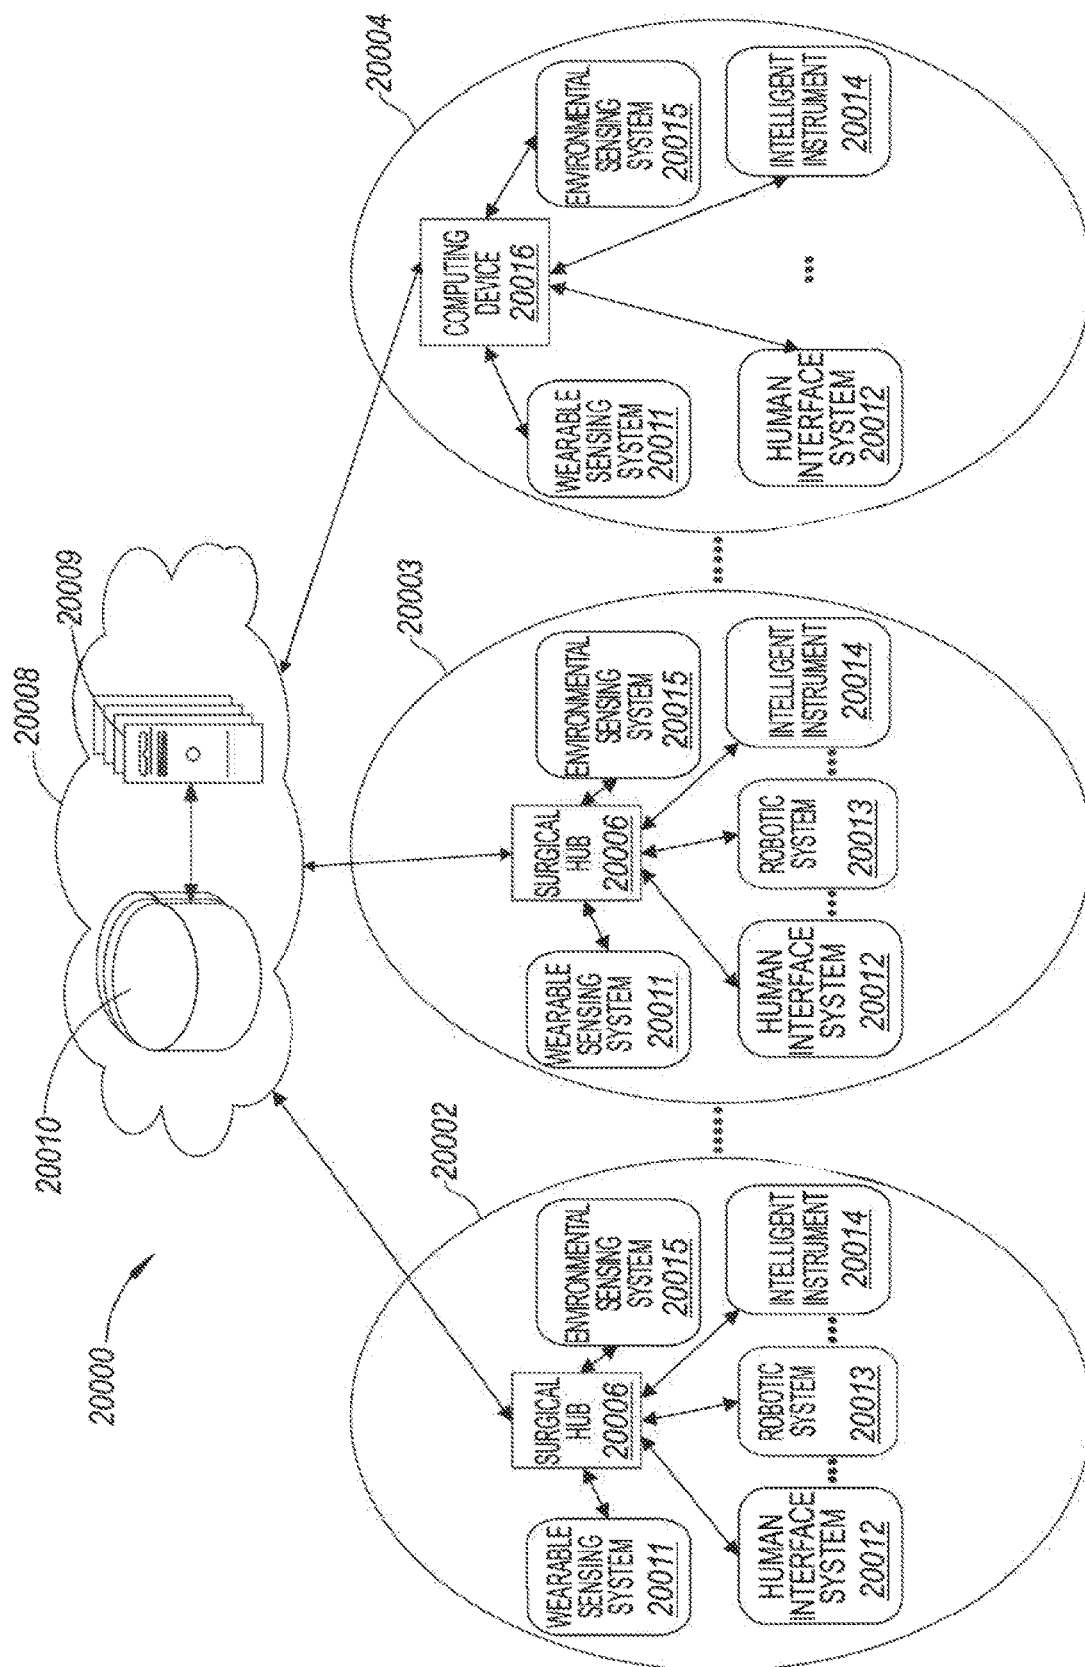 20000
20010
20008
20009
20002
SURGICAL
HUB
20006
WEARABLE
SENSING
SYSTEM
20011
ENVIRONMENTAL
SENSING
SYSTEM
20015
HUMAN
INTERFACE
SYSTEM
20012
ROBOTIC
SYSTEM
20013
INTELLIGENT
INSTRUMENT
20014
20003
SURGICAL
HUB
20006
WEARABLE
SENSING
SYSTEM
20011
ENVIRONMENTAL
SENSING
SYSTEM
20015
HUMAN
INTERFACE
SYSTEM
20012
ROBOTIC
SYSTEM
20013
INTELLIGENT
INSTRUMENT
20014
20004
COMPUTING
DEVICE
20016
WEARABLE
SENSING
SYSTEM
20011
ENVIRONMENTAL
SENSING
SYSTEM
20015
HUMAN
INTERFACE
SYSTEM
20012
INTELLIGENT
INSTRUMENT
20014